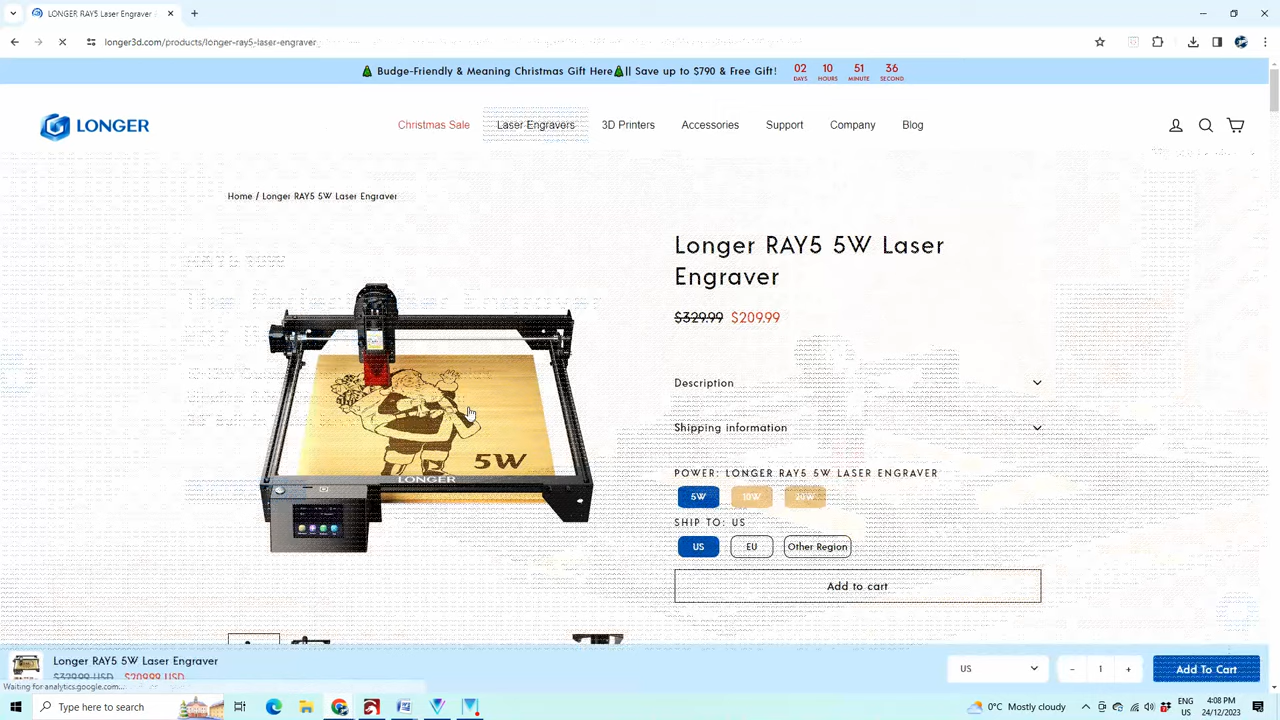 LONGER RAY5 Laser Engraver
longer3d.com/products/longer-ray5-laser-engraver
Budge-Friendly & Meaning Christmas Gift Here || Save up to $790 & Free Gift!
02 10 51 36
DAYS HOURS MINUTE SECOND
LONGER
Christmas Sale Laser Engravers 3D Printers Accessories Support Company Blog
Home / Longer RAY5 5W Laser Engraver
Longer RAY5 5W Laser
Engraver
$329.99 $209.99
Description
Shipping information
POWER: LONGER RAY5 5W LASER ENGRAVER
5W 10W 20W
SHIP TO: US
US EU Other Region
Add to cart
5W
LONGER
Longer RAY5 5W Laser Engraver
$329.99 USD $209.99 USD
US
- 1 +
Add To Cart
Waiting for analytics.google.com...
Type here to search
0°C Mostly cloudy
ENG
US
4:08 PM
24/12/2023